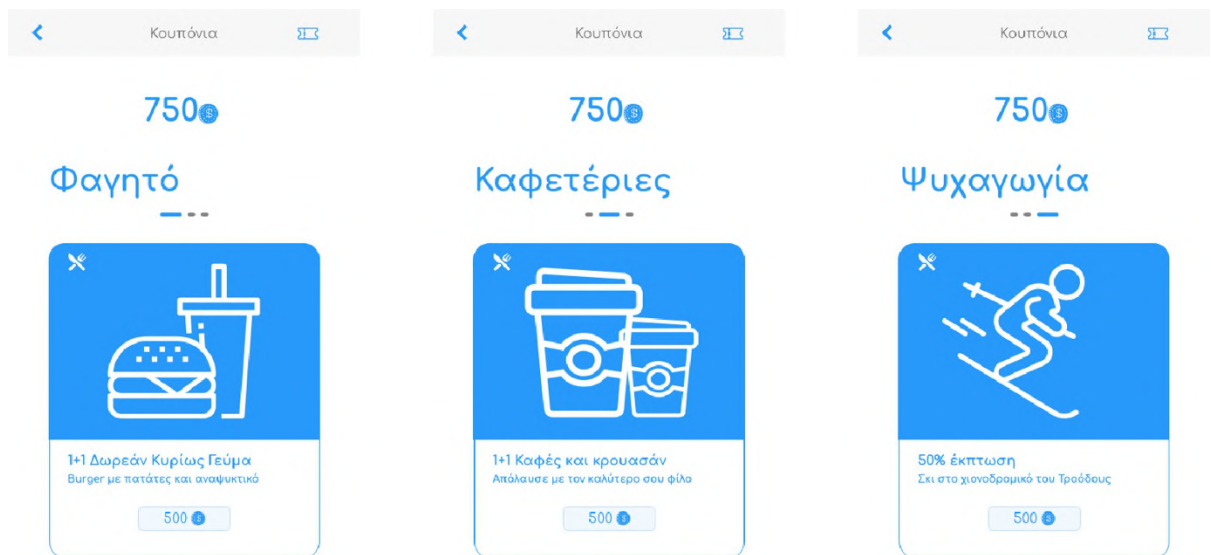 Κουπόνια
750
Φαγητό
1+1 Δωρεάν Κυρίως Γεύμα
Burger με πατάτες και αναψυκτικό
500
Κουπόνια
750
Καφετέριες
1+1 Καφές και κρουασάν
Απόλαυσε με τον καλύτερο σου φίλο
500
Κουπόνια
750
Ψυχαγωγία
50% έκπτωση
Σκι στο χιονοδρομικό του Τροόδους
500